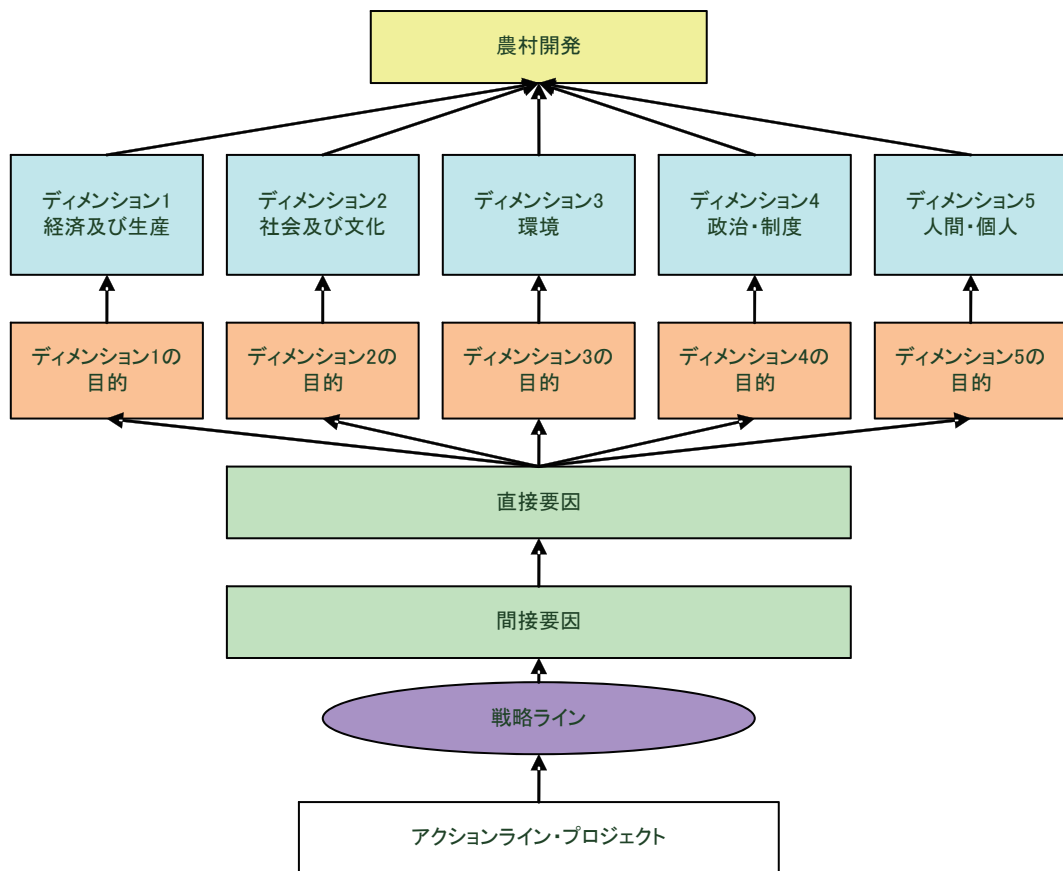 農村開発
ディメンション1
経済及び生産
ディメンション2
社会及び文化
ディメンション3
環境
ディメンション4
政治・制度
ディメンション5
人間・個人
ディメンション1の
目的
ディメンション2の
目的
ディメンション3の
目的
ディメンション4の
目的
ディメンション5の
目的
直接要因
間接要因
戦略ライン
アクションライン・プロジェクト